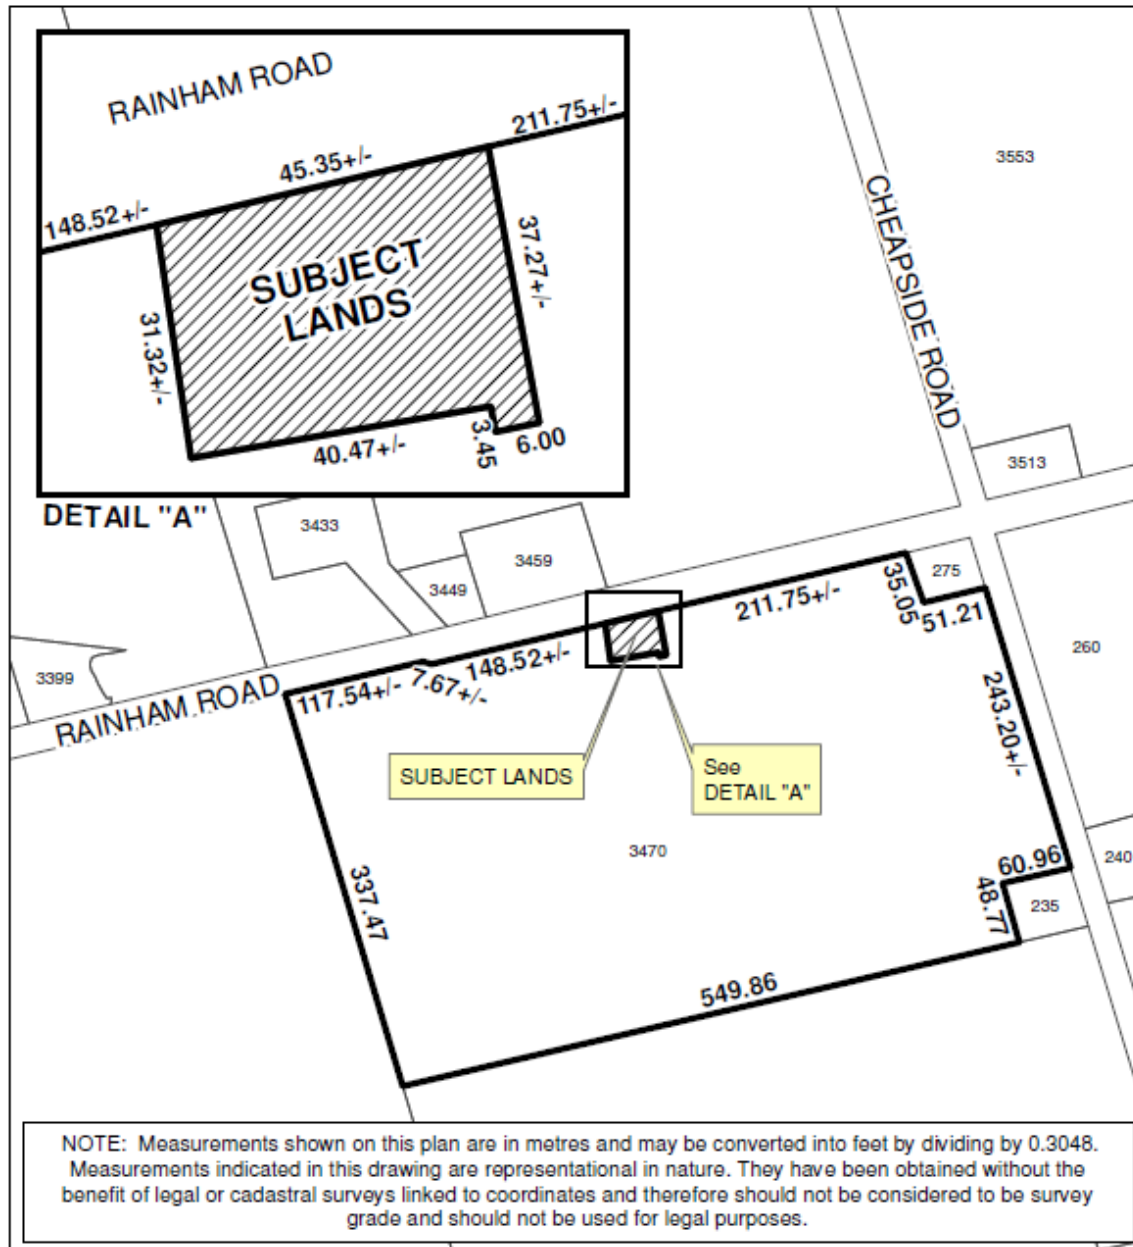 RAINHAM ROAD
211.75+/-
45.35+/-
148.52+/-
SUBJECT
LANDS
37.27+/-
31.32+/-
40.47+/-
3.45
6.00
DETAIL "A"
3553
CHEAPSIDE ROAD
3513
3433
3459
3449
275
35.05
51.21
211.75+/-
260
3399
148.52+/-
7.67+/-
117.54+/-
RAINHAM ROAD
243.20+/-
SUBJECT LANDS
See
DETAIL "A"
3470
60.96
240
48.77
235
337.47
549.86
NOTE: Measurements shown on this plan are in metres and may be converted into feet by dividing by 0.3048.
Measurements indicated in this drawing are representational in nature. They have been obtained without the
benefit of legal or cadastral surveys linked to coordinates and therefore should not be considered to be survey
grade and should not be used for legal purposes.